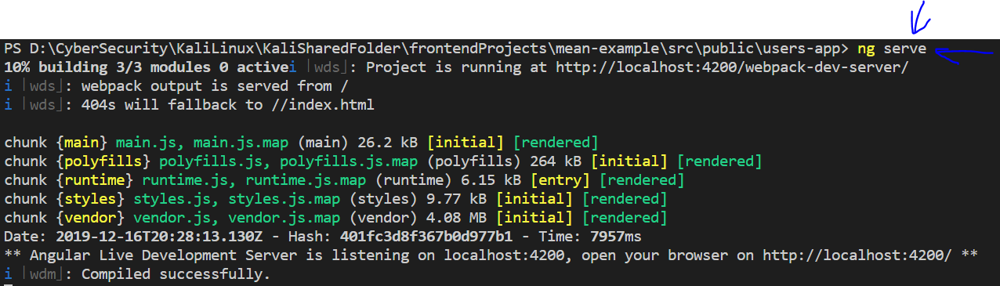 PS D:\CyberSecurity\KaliLinux\KaliSharedFolder\frontendProjects\mean-example\src\public\users-app> ng serve
10% building 3/3 modules 0 activei ｢wds｣: Project is running at http://localhost:4200/webpack-dev-server/
i ｢wds｣: webpack output is served from /
i ｢wds｣: 404s will fallback to //index.html
chunk {main} main.js, main.js.map (main) 26.2 kB [initial] [rendered]
chunk {polyfills} polyfills.js, polyfills.js.map (polyfills) 264 kB [initial] [rendered]
chunk {runtime} runtime.js, runtime.js.map (runtime) 6.15 kB [entry] [rendered]
chunk {styles} styles.js, styles.js.map (styles) 9.77 kB [initial] [rendered]
chunk {vendor} vendor.js, vendor.js.map (vendor) 4.08 MB [initial] [rendered]
Date: 2019-12-16T20:28:13.130Z - Hash: 401fc3d8f367b0d977b1 - Time: 7957ms
** Angular Live Development Server is listening on localhost:4200, open your browser on http://localhost:4200/ **
i ｢wdm｣: Compiled successfully.